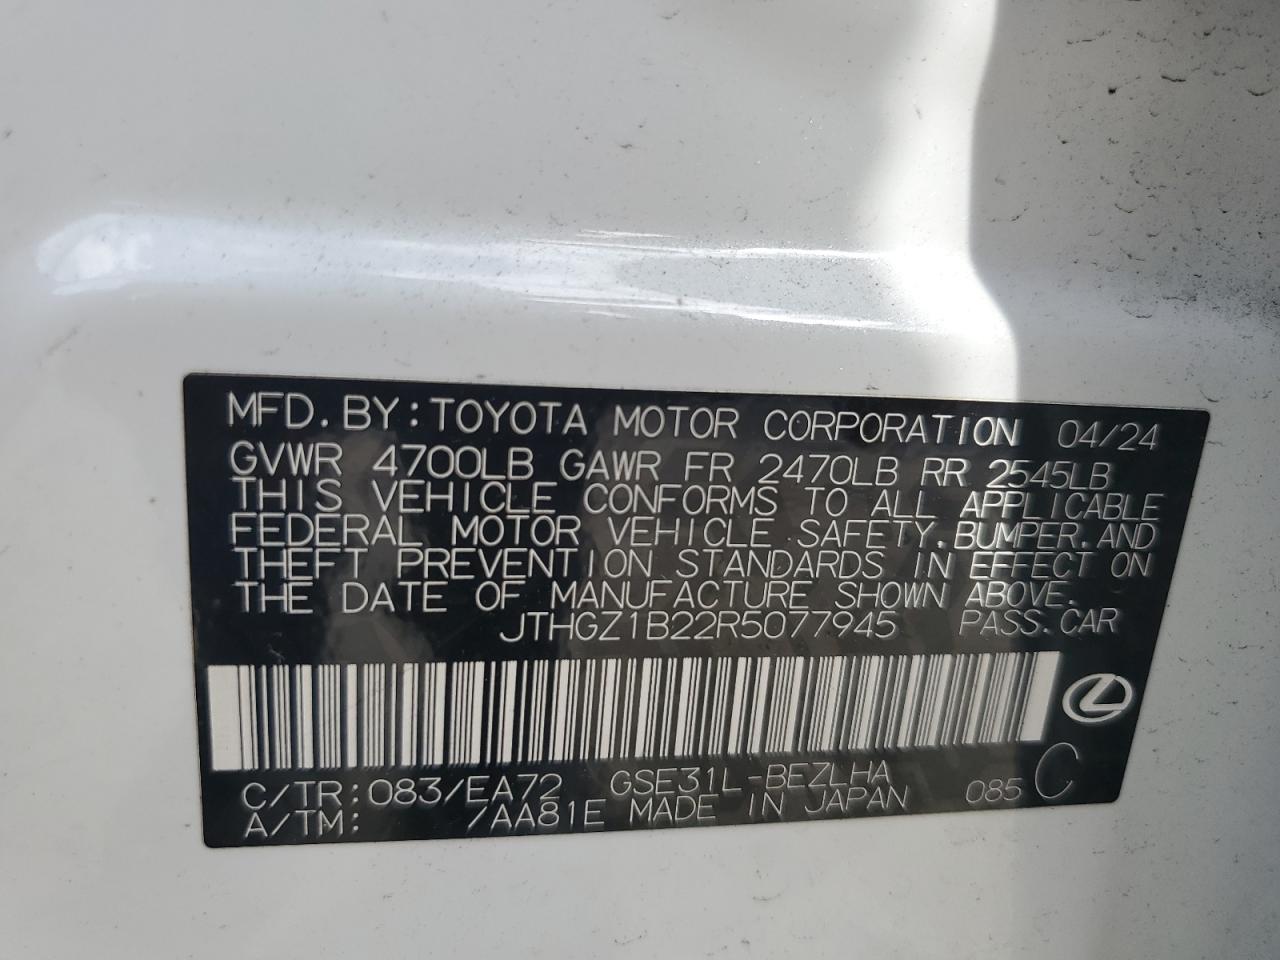 MFD. BY: TOYOTA MOTOR CORPORATION 04/24
GVWR 4700LB GAWR FR 2470LB RR 2545LB
THIS VEHICLE CONFORMS TO ALL APPLICABLE
FEDERAL MOTOR VEHICLE SAFETY, BUMPER, AND
THEFT PREVENTION STANDARDS IN EFFECT ON
THE DATE OF MANUFACTURE SHOWN ABOVE.
JTHGZ1B22R5077945 PASS. CAR
C/TR: 083/EA72 GSE31L-BEZLHA 085 C
A/TM: /AA81E MADE IN JAPAN